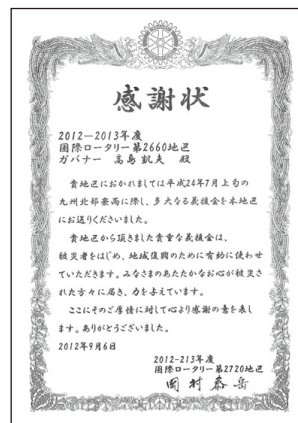 感謝状
2012－2013年度
国際ロータリー第2660地区
ガバナー 高島凱夫 殿
貴地区におかれましては平成24年7月上旬の
九州北部豪雨に際し、多大なる義援金を本地区
にお送りくださいました。
貴地区から頂きました貴重な義援金は、
被災者をはじめ、地域復興のために有効に使わせ
ていただきます。みなさまのあたたかなお心が被災さ
れた方々に届き、力を与えています。
ここにそのご厚情に対して心より感謝の意を表し
ます。ありがとうございました。
2012年9月6日
2012-213年度
国際ロータリー第2720地区
岡村泰岳